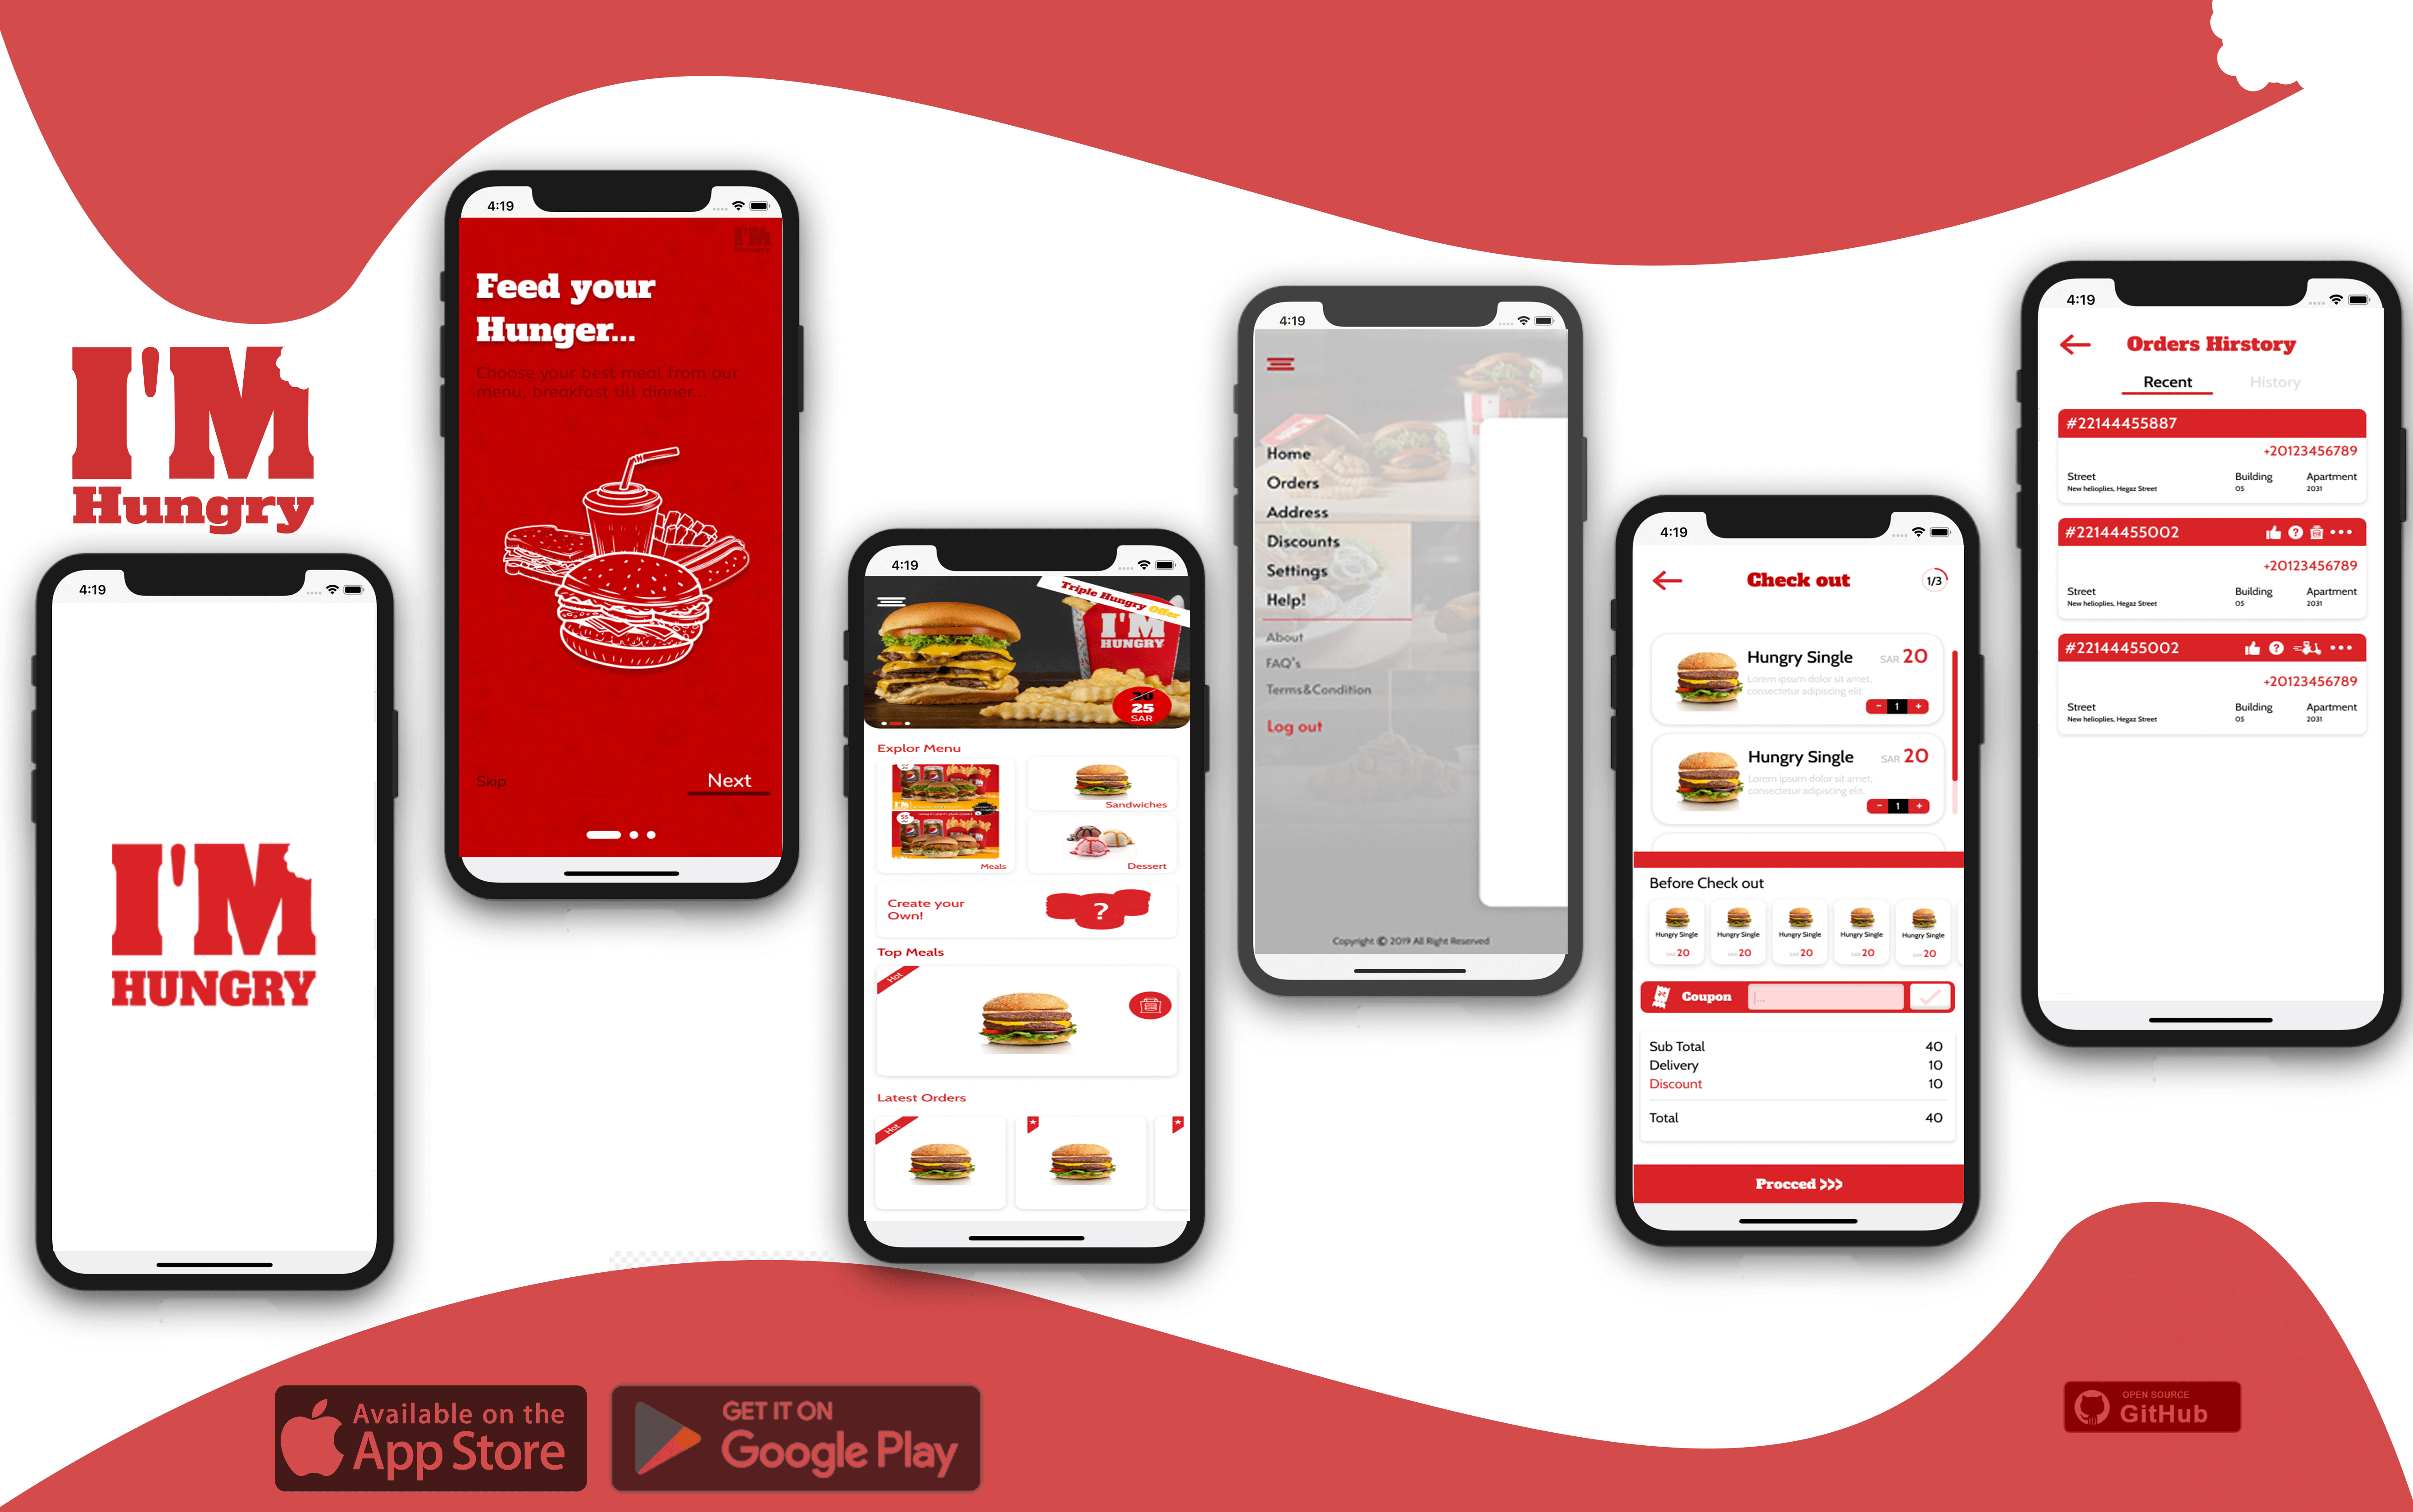 I'M
Hungry
4:19
I'M
HUNGRY
4:19
I'M
Hungry
Feed your
Hunger...
Choose your best meal from our
menu, breakfast till dinner...
Skip
Next
4:19
Triple Hungry Offer
I'M
HUNGRY
30
25
SAR
Explor Menu
Meals
Sandwiches
Dessert
Create your
Own!
?
Top Meals
Hot
Latest Orders
Hot
4:19
Home
Orders
Address
Discounts
Settings
Help!
About
FAQ's
Terms&Condition
Log out
Copyright © 2019 All Right Reserved
4:19
Check out
1/3
Hungry Single SAR 20
Lorem ipsum dolor sit amet,
consectetur adipiscing elit.
- 1 +
Hungry Single SAR 20
Lorem ipsum dolor sit amet,
consectetur adipiscing elit.
- 1 +
Before Check out
Hungry Single Hungry Single Hungry Single Hungry Single Hungry Single
SAR 20 SAR 20 SAR 20 SAR 20 SAR 20
Coupon |...
Sub Total 40
Delivery 10
Discount 10
Total 40
Procced >>>
4:19
Orders Hirstory
Recent History
#22144455887
+20123456789
Street Building Apartment
New helioplies, Hegaz Street 05 2031
#22144455002
+20123456789
Street Building Apartment
New helioplies, Hegaz Street 05 2031
#22144455002
+20123456789
Street Building Apartment
New helioplies, Hegaz Street 05 2031
Available on the
App Store
GET IT ON
Google Play
OPEN SOURCE
GitHub